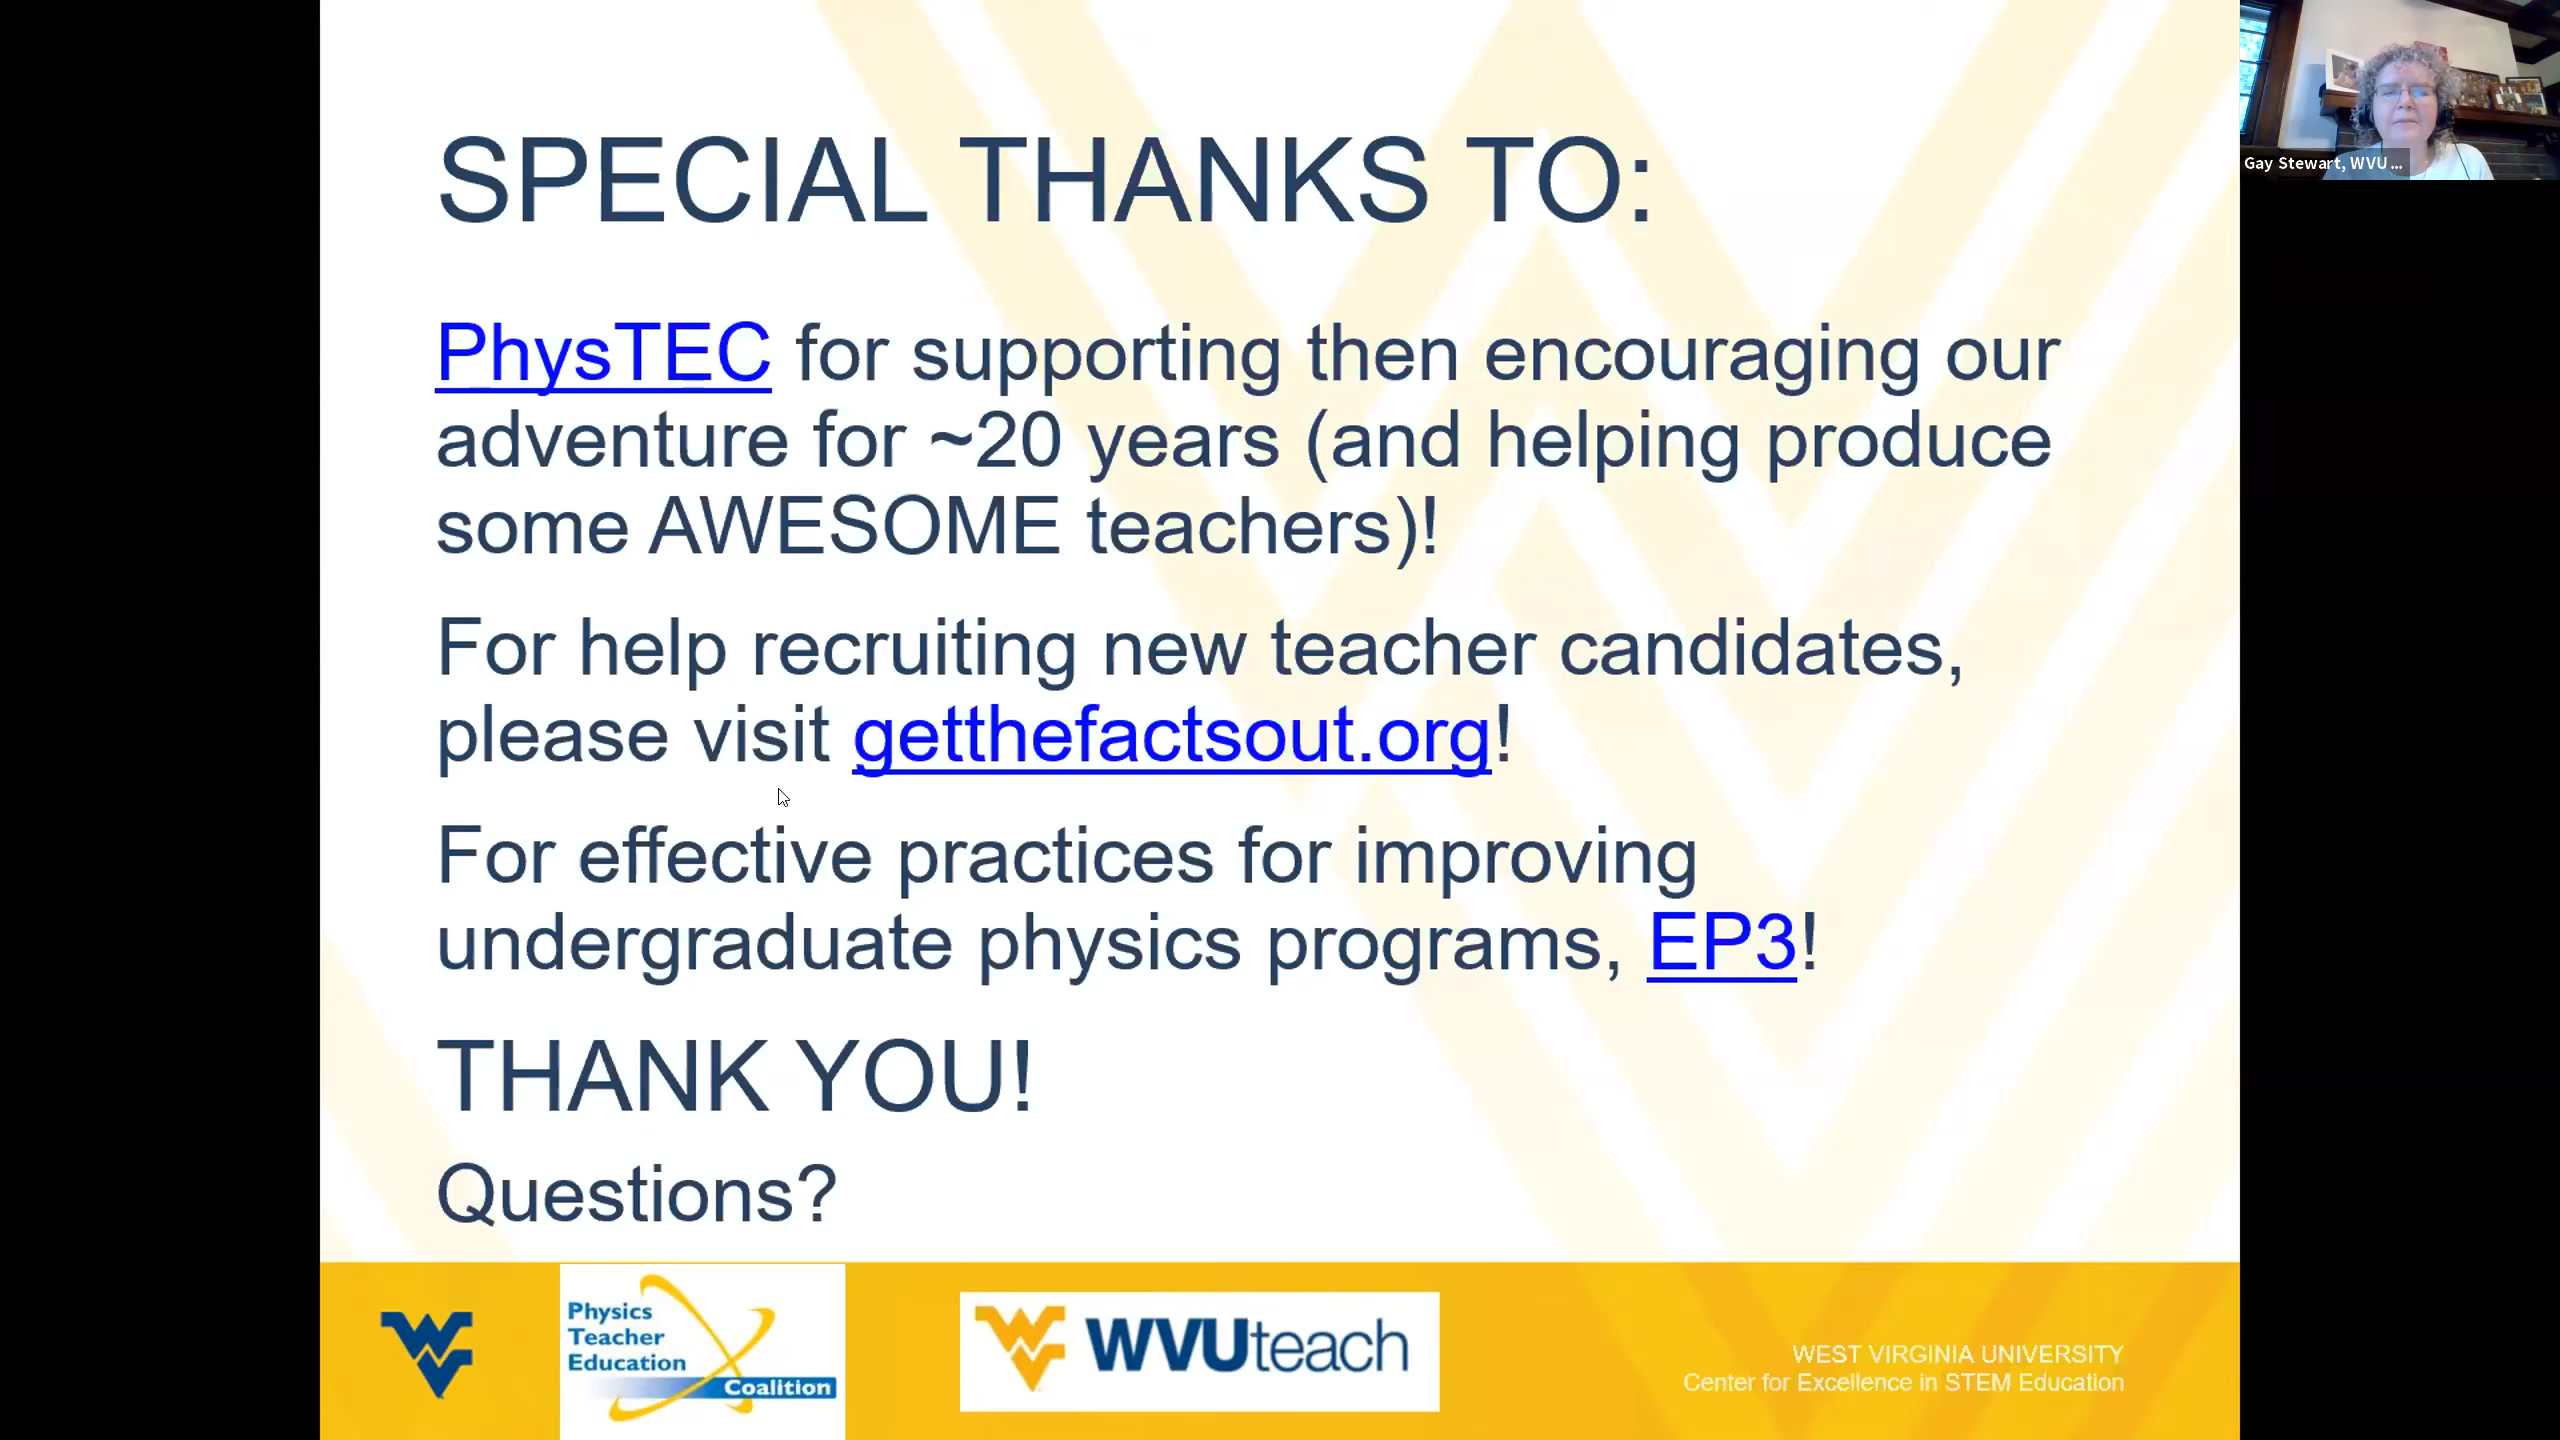 SPECIAL THANKS TO:
PhysTEC for supporting then encouraging our
adventure for ~20 years (and helping produce
some AWESOME teachers)!
For help recruiting new teacher candidates,
please visit getthefactsout.org!
For effective practices for improving
undergraduate physics programs, EP3!
THANK YOU!
Questions?
Physics
Teacher
Education
Coalition
WVUteach
WEST VIRGINIA UNIVERSITY
Center for Excellence in STEM Education
Gay Stewart, WVU ...